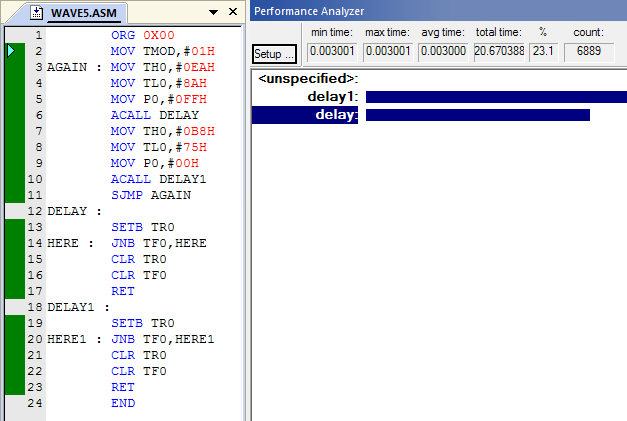 WAVE5.ASM
1 ORG 0X00
2 MOV TMOD,#01H
3 AGAIN : MOV TH0,#0EAH
4 MOV TL0,#8AH
5 MOV P0,#0FFH
6 ACALL DELAY
7 MOV TH0,#0B8H
8 MOV TL0,#75H
9 MOV P0,#00H
10 ACALL DELAY1
11 SJMP AGAIN
12 DELAY :
13 SETB TR0
14 HERE : JNB TF0,HERE
15 CLR TR0
16 CLR TF0
17 RET
18 DELAY1 :
19 SETB TR0
20 HERE1 : JNB TF0,HERE1
21 CLR TR0
22 CLR TF0
23 RET
24 END
Performance Analyzer
min time: max time: avg time: total time: % count:
Setup ... 0.003001 0.003001 0.003000 20.670388 23.1 6889
<unspecified>:
delay1:
delay: